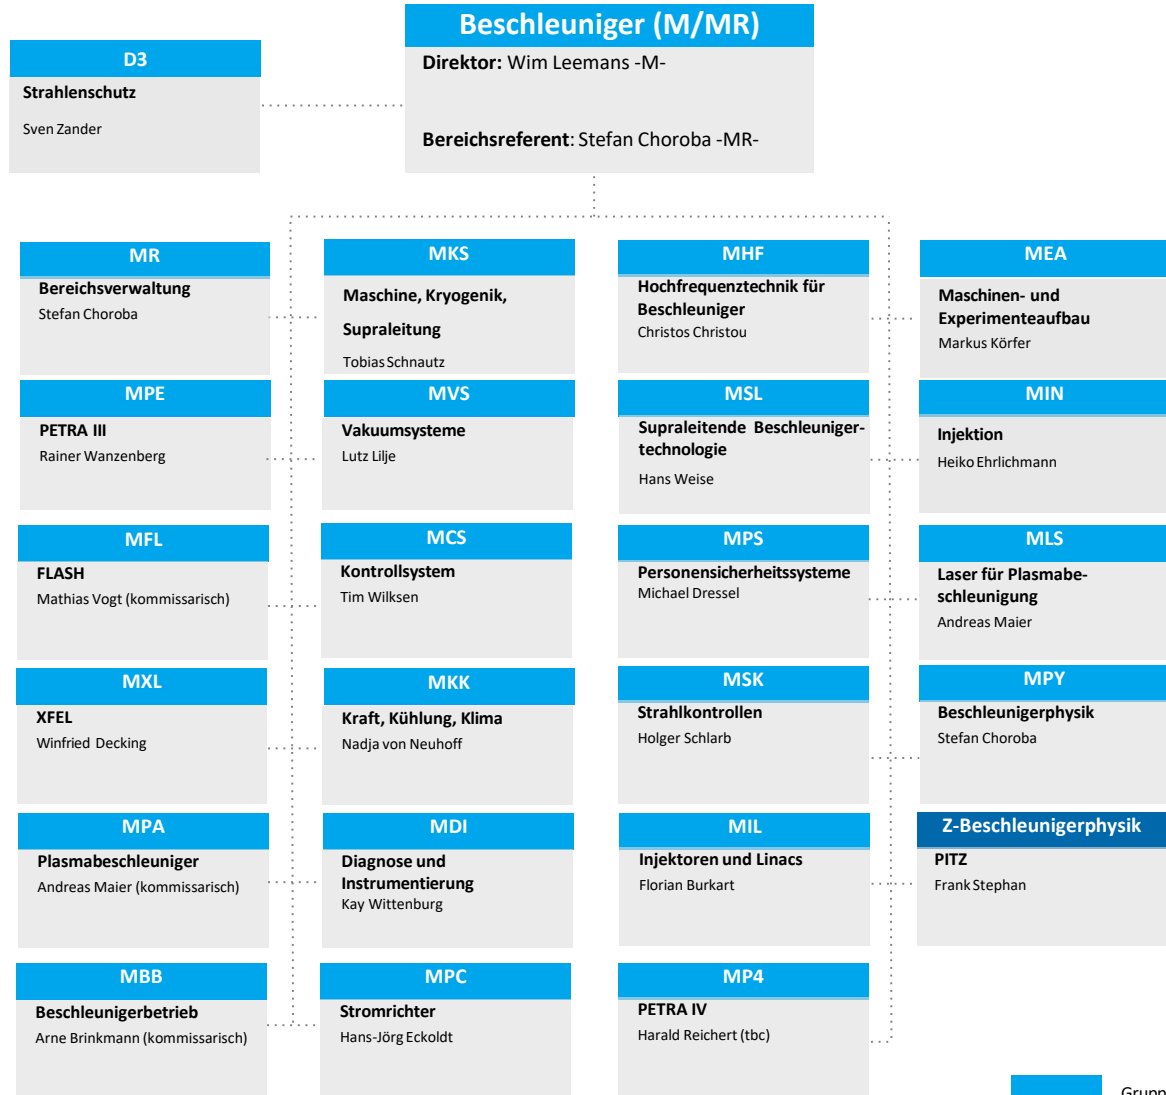 Beschleuniger (M/MR)
Direktor: Wim Leemans -M-
Bereichsreferent: Stefan Choroba -MR-
D3
Strahlenschutz
Sven Zander
MR
Bereichsverwaltung
Stefan Choroba
MKS
Maschine, Kryogenik,
Supraleitung
Tobias Schnautz
MHF
Hochfrequenztechnik für
Beschleuniger
Christos Christou
MEA
Maschinen- und
Experimenteaufbau
Markus Körfer
MPE
PETRA III
Rainer Wanzenberg
MVS
Vakuumsysteme
Lutz Lilje
MSL
Supraleitende Beschleuniger-
technologie
Hans Weise
MIN
Injektion
Heiko Ehrlichmann
MFL
FLASH
Mathias Vogt (kommissarisch)
MCS
Kontrollsystem
Tim Wilksen
MPS
Personensicherheitssysteme
Michael Dressel
MLS
Laser für Plasmabe-
schleunigung
Andreas Maier
MXL
XFEL
Winfried Decking
MKK
Kraft, Kühlung, Klima
Nadja von Neuhoff
MSK
Strahlkontrollen
Holger Schlarb
MPY
Beschleunigerphysik
Stefan Choroba
MPA
Plasmabeschleuniger
Andreas Maier (kommissarisch)
MDI
Diagnose und
Instrumentierung
Kay Wittenburg
MIL
Injektoren und Linacs
Florian Burkart
Z-Beschleunigerphysik
PITZ
Frank Stephan
MBB
Beschleunigerbetrieb
Arne Brinkmann (kommissarisch)
MPC
Stromrichter
Hans-Jörg Eckoldt
MP4
PETRA IV
Harald Reichert (tbc)